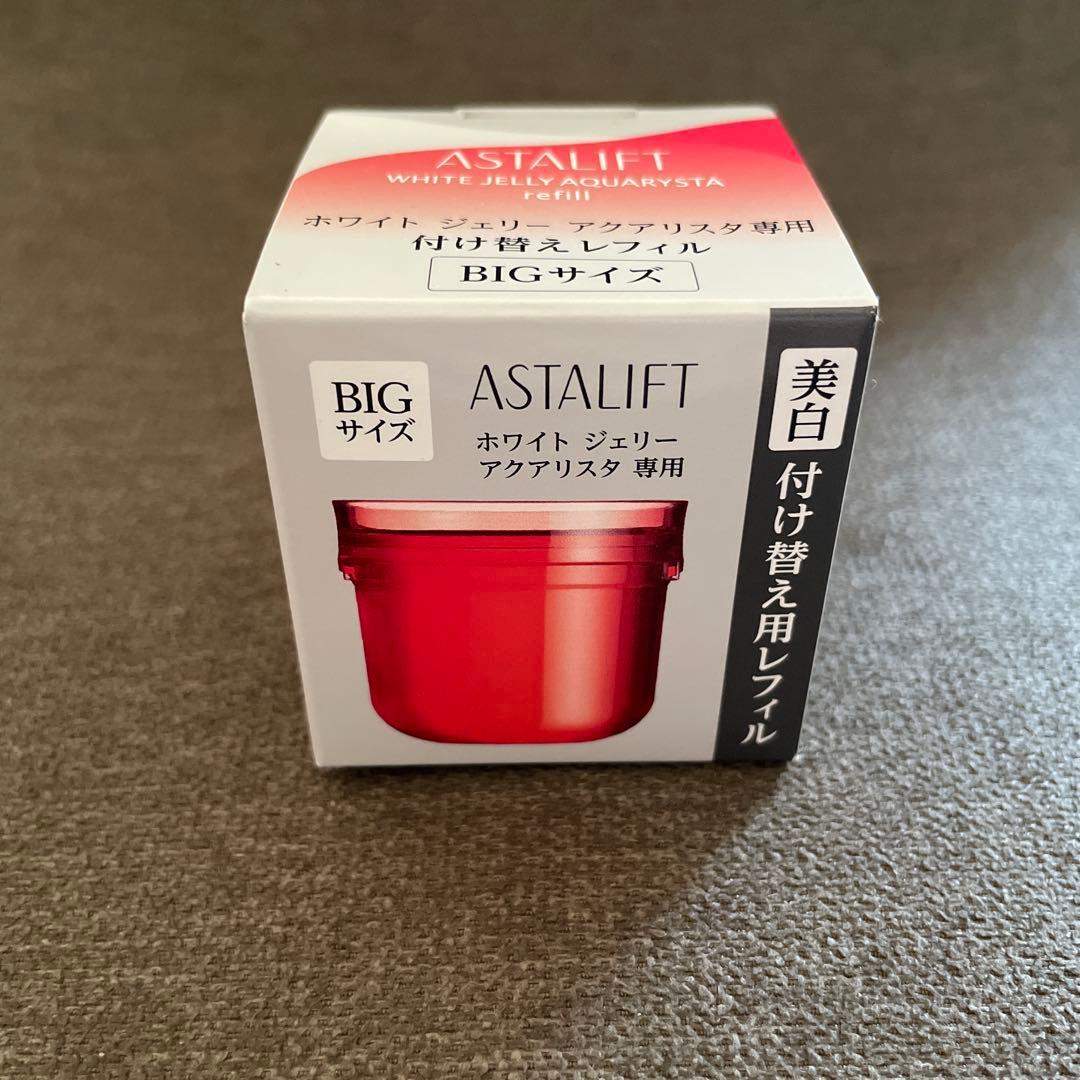 ASTALIFT
WHITE JELLY AQUARYSTA
refill
ホワイト ジェリー アクアリスタ専用
付け替えレフィル
BIGサイズ
BIG
サイズ
ASTALIFT
ホワイト ジェリー
アクアリスタ 専用
美白
付け替え用レフィル